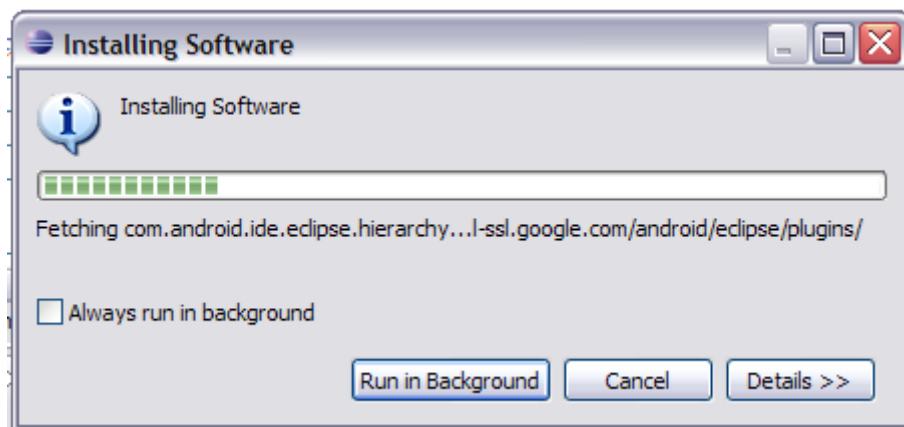 Installing Software
Installing Software
Fetching com.android.ide.eclipse.hierarchy...l-ssl.google.com/android/eclipse/plugins/
Always run in background
Run in Background Cancel Details >>